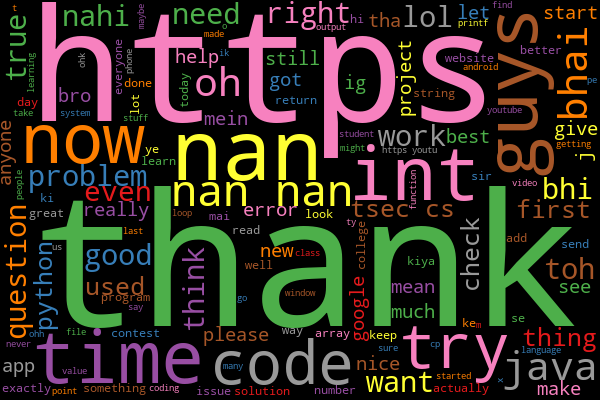 https
thank
nahi
need
right
lol
let
start
hi
maybe
made
o
t
find
output
printf
true
tha
guys
bhai
everyone
phone
oh
help
still
website
better
android
ik
ohk
learning
take
day
bro
done
today
got
ig
project
string
youtube
pe
system
lot
stuff
return
now
nan
mein
student
might
work
best
give
j
getting
anyone
people
ye
learn
https youtu
int
sir
video
problem
even
nan nan
function
bhi
ki
great
really
mai
error
look
tsec cs
first
us
last
loop
read
ty
college
check
add
send
question
python
good
think
new
class
toh
used
well
kiya
mean
see
program
say
go
window
google
much
se
ke
m
file
ohh
contest
please
way
array
keep
try
thing
never
time
code
sure
cp
nice
language
app
value
many
want
started
x
java
exactly
point
something
coding
issue
solution
number
actually
make